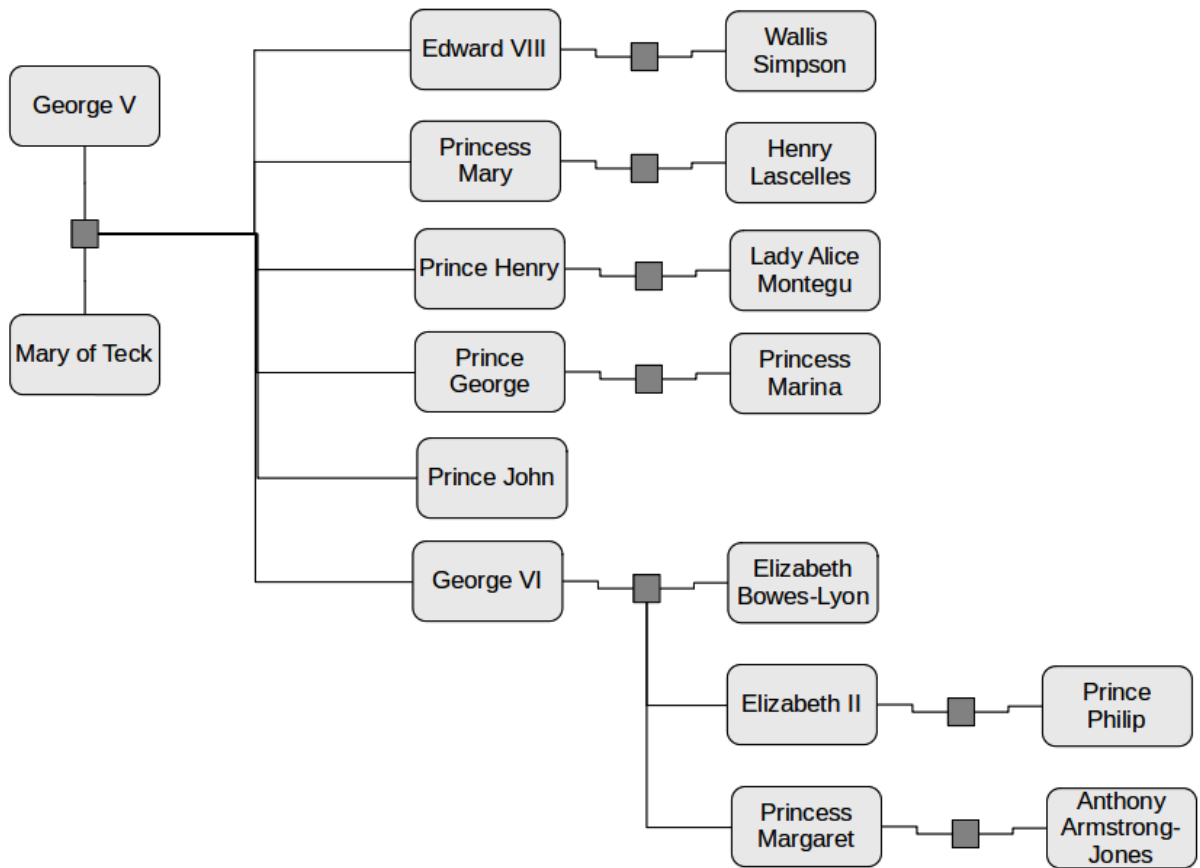 George V
Mary of Teck
Edward VIII
Wallis
Simpson
Princess
Mary
Henry
Lascelles
Prince Henry
Lady Alice
Montegu
Prince
George
Princess
Marina
Prince John
George VI
Elizabeth
Bowes-Lyon
Elizabeth II
Prince
Philip
Princess
Margaret
Anthony
Armstrong-
Jones